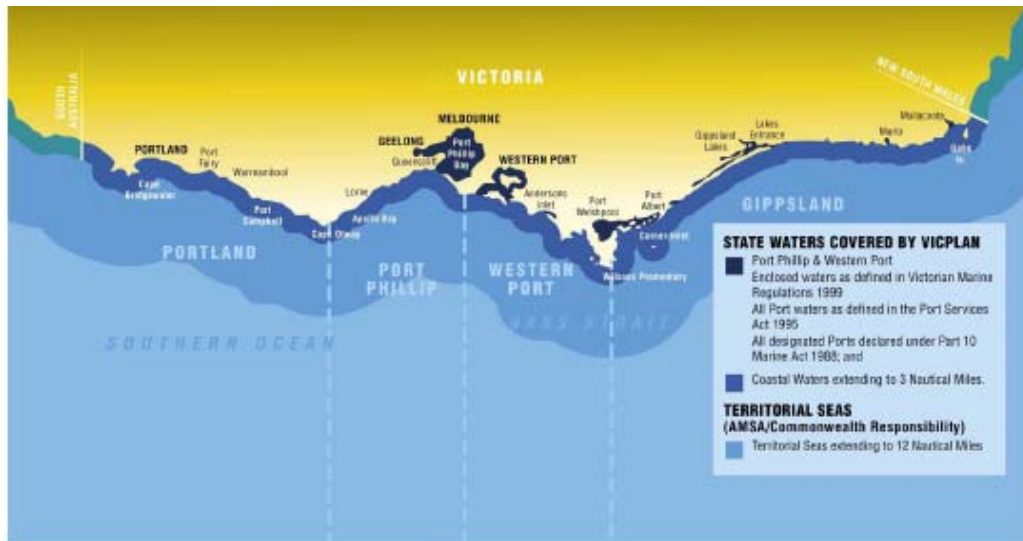 VICTORIA
SOUTH
AUSTRALIA
NEW SOUTH WALES
MELBOURNE
GEELONG
Port
Phillip
Bay
Queenscliff
WESTERN PORT
PORTLAND
Port
Fairy
Warrnambool
Cape
Bridgewater
Port
Campbell
Lorne
Apollo Bay
Cape Otway
Andersons
Inlet
Port
Welshpool
Port
Albert
Corner Inlet
Wilsons Promontory
Gippsland
Lakes
Lakes
Entrance
Marlo
Mallacoota
Gabo
Is.
PORTLAND
PORT
PHILLIP
WESTERN
PORT
GIPPSLAND
BASS STRAIT
SOUTHERN OCEAN
STATE WATERS COVERED BY VICPLAN
Port Phillip & Western Port
Enclosed waters as defined in Victorian Marine
Regulations 1999
All Port waters as defined in the Port Services
Act 1995
All designated Ports declared under Part 10
Marine Act 1988; and
Coastal Waters extending to 3 Nautical Miles.
TERRITORIAL SEAS
(AMSA/Commonwealth Responsibility)
Territorial Seas extending to 12 Nautical Miles